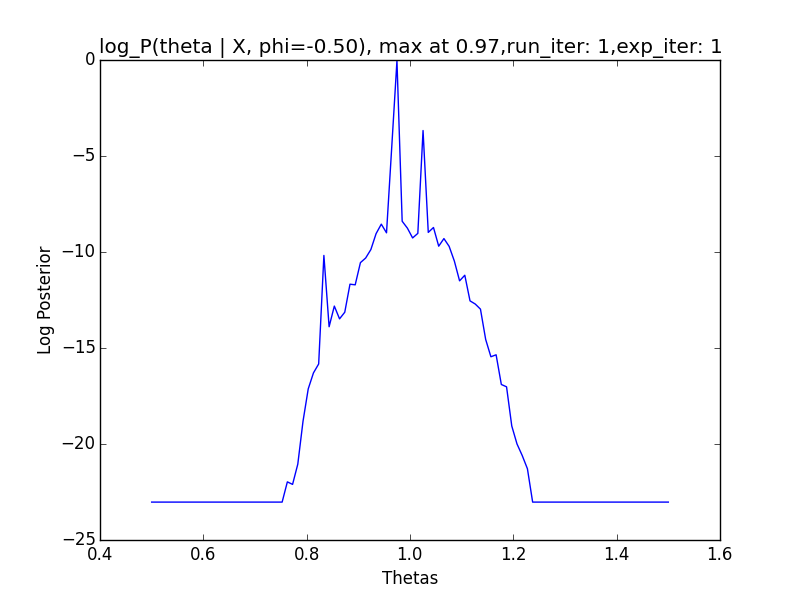 log_P(theta | X, phi=-0.50), max at 0.97,run_iter: 1,exp_iter: 1
0
−5
−10
−15
−20
−25
Log Posterior
0.4 0.6 0.8 1.0 1.2 1.4 1.6
Thetas